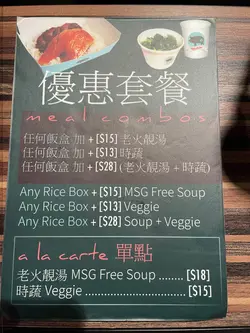 優惠套餐
meal combos
任何飯盒 加 + [$15] 老火靚湯
任何飯盒 加 + [$13] 時蔬
任何飯盒 加 + [$28] (老火靚湯 + 時蔬)
Any Rice Box + [$15] MSG Free Soup
Any Rice Box + [$13] Veggie
Any Rice Box + [$28] Soup + Veggie
a la carte 單點
老火靚湯 MSG Free Soup ........ [$18]
時蔬 Veggie .......................... [$15]